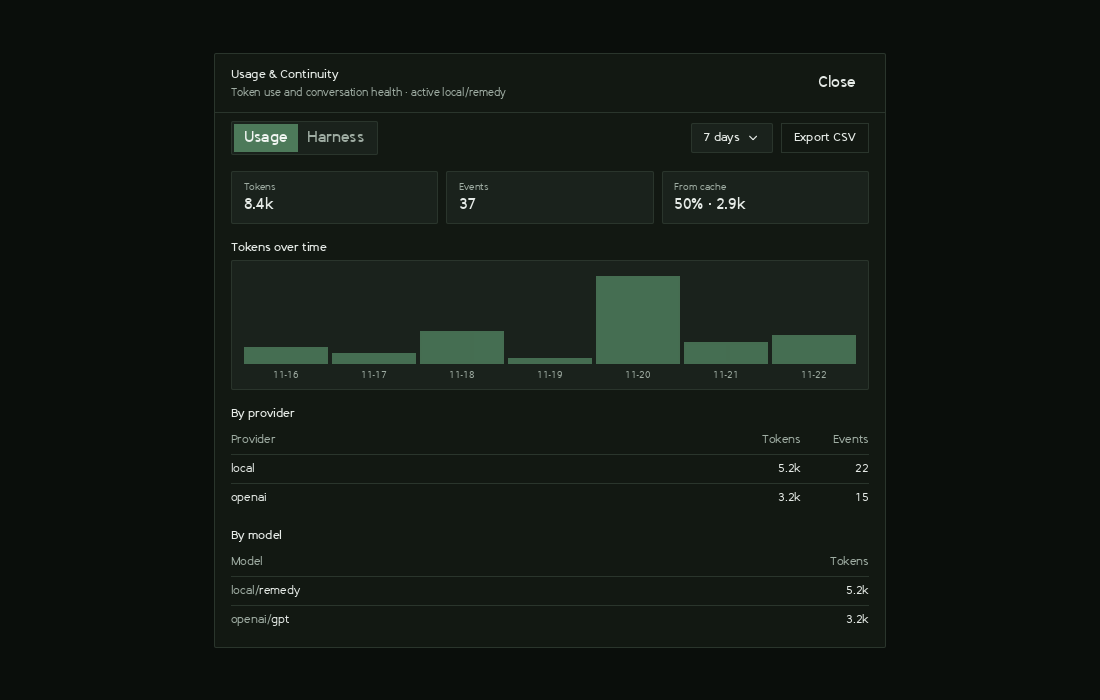 Usage & Continuity
Token use and conversation health · active local/remedy
Close
Usage Harness
7 days
Export CSV
Tokens
8.4k
Events
37
From cache
50% · 2.9k
Tokens over time
11-16 11-17 11-18 11-19 11-20 11-21 11-22
By provider
Provider Tokens Events
local 5.2k 22
openai 3.2k 15
By model
Model Tokens
local/remedy 5.2k
openai/gpt 3.2k